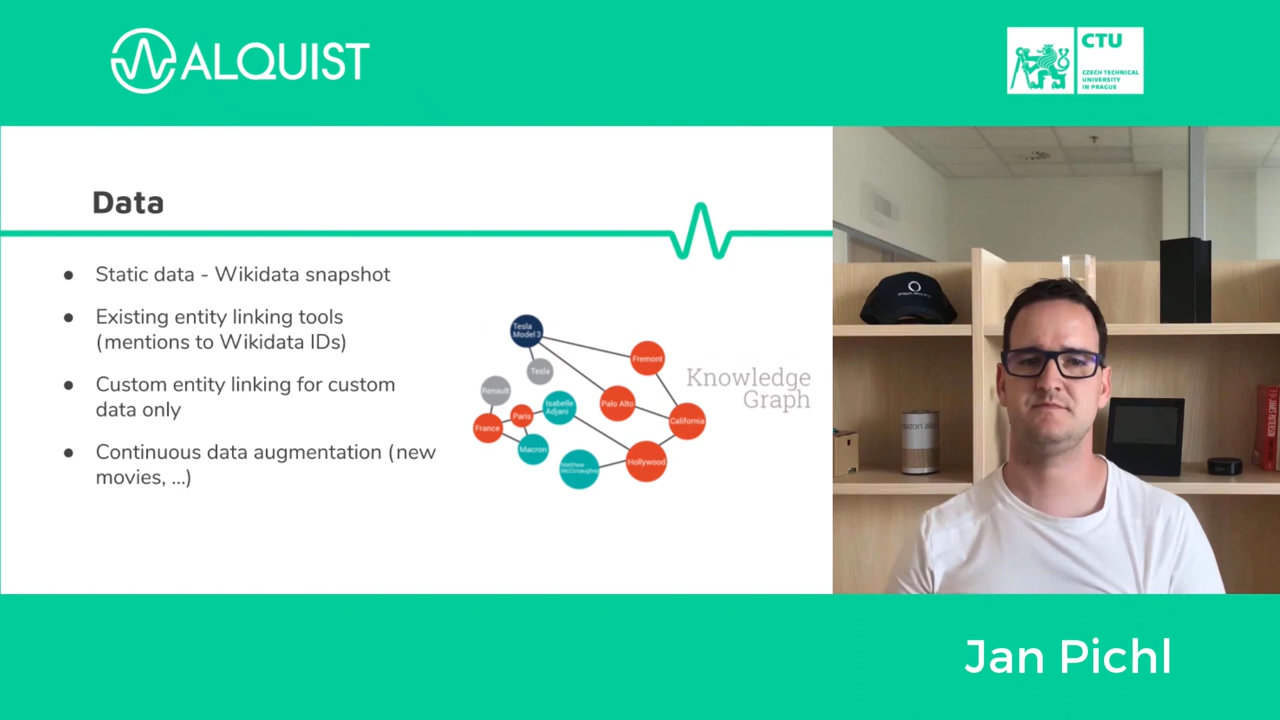 ALQUIST
CTU
CZECH TECHNICAL
UNIVERSITY
IN PRAGUE
Data
● Static data - Wikidata snapshot
● Existing entity linking tools
(mentions to Wikidata IDs)
● Custom entity linking for custom
data only
● Continuous data augmentation (new
movies, ...)
Tesla
Model 3
Tesla
Fremont
Renault
Isabelle
Adjani
Palo Alto
Paris
France
California
Macron
Hollywood
Matthew
McConaughey
Knowledge
Graph
Jan Pichl